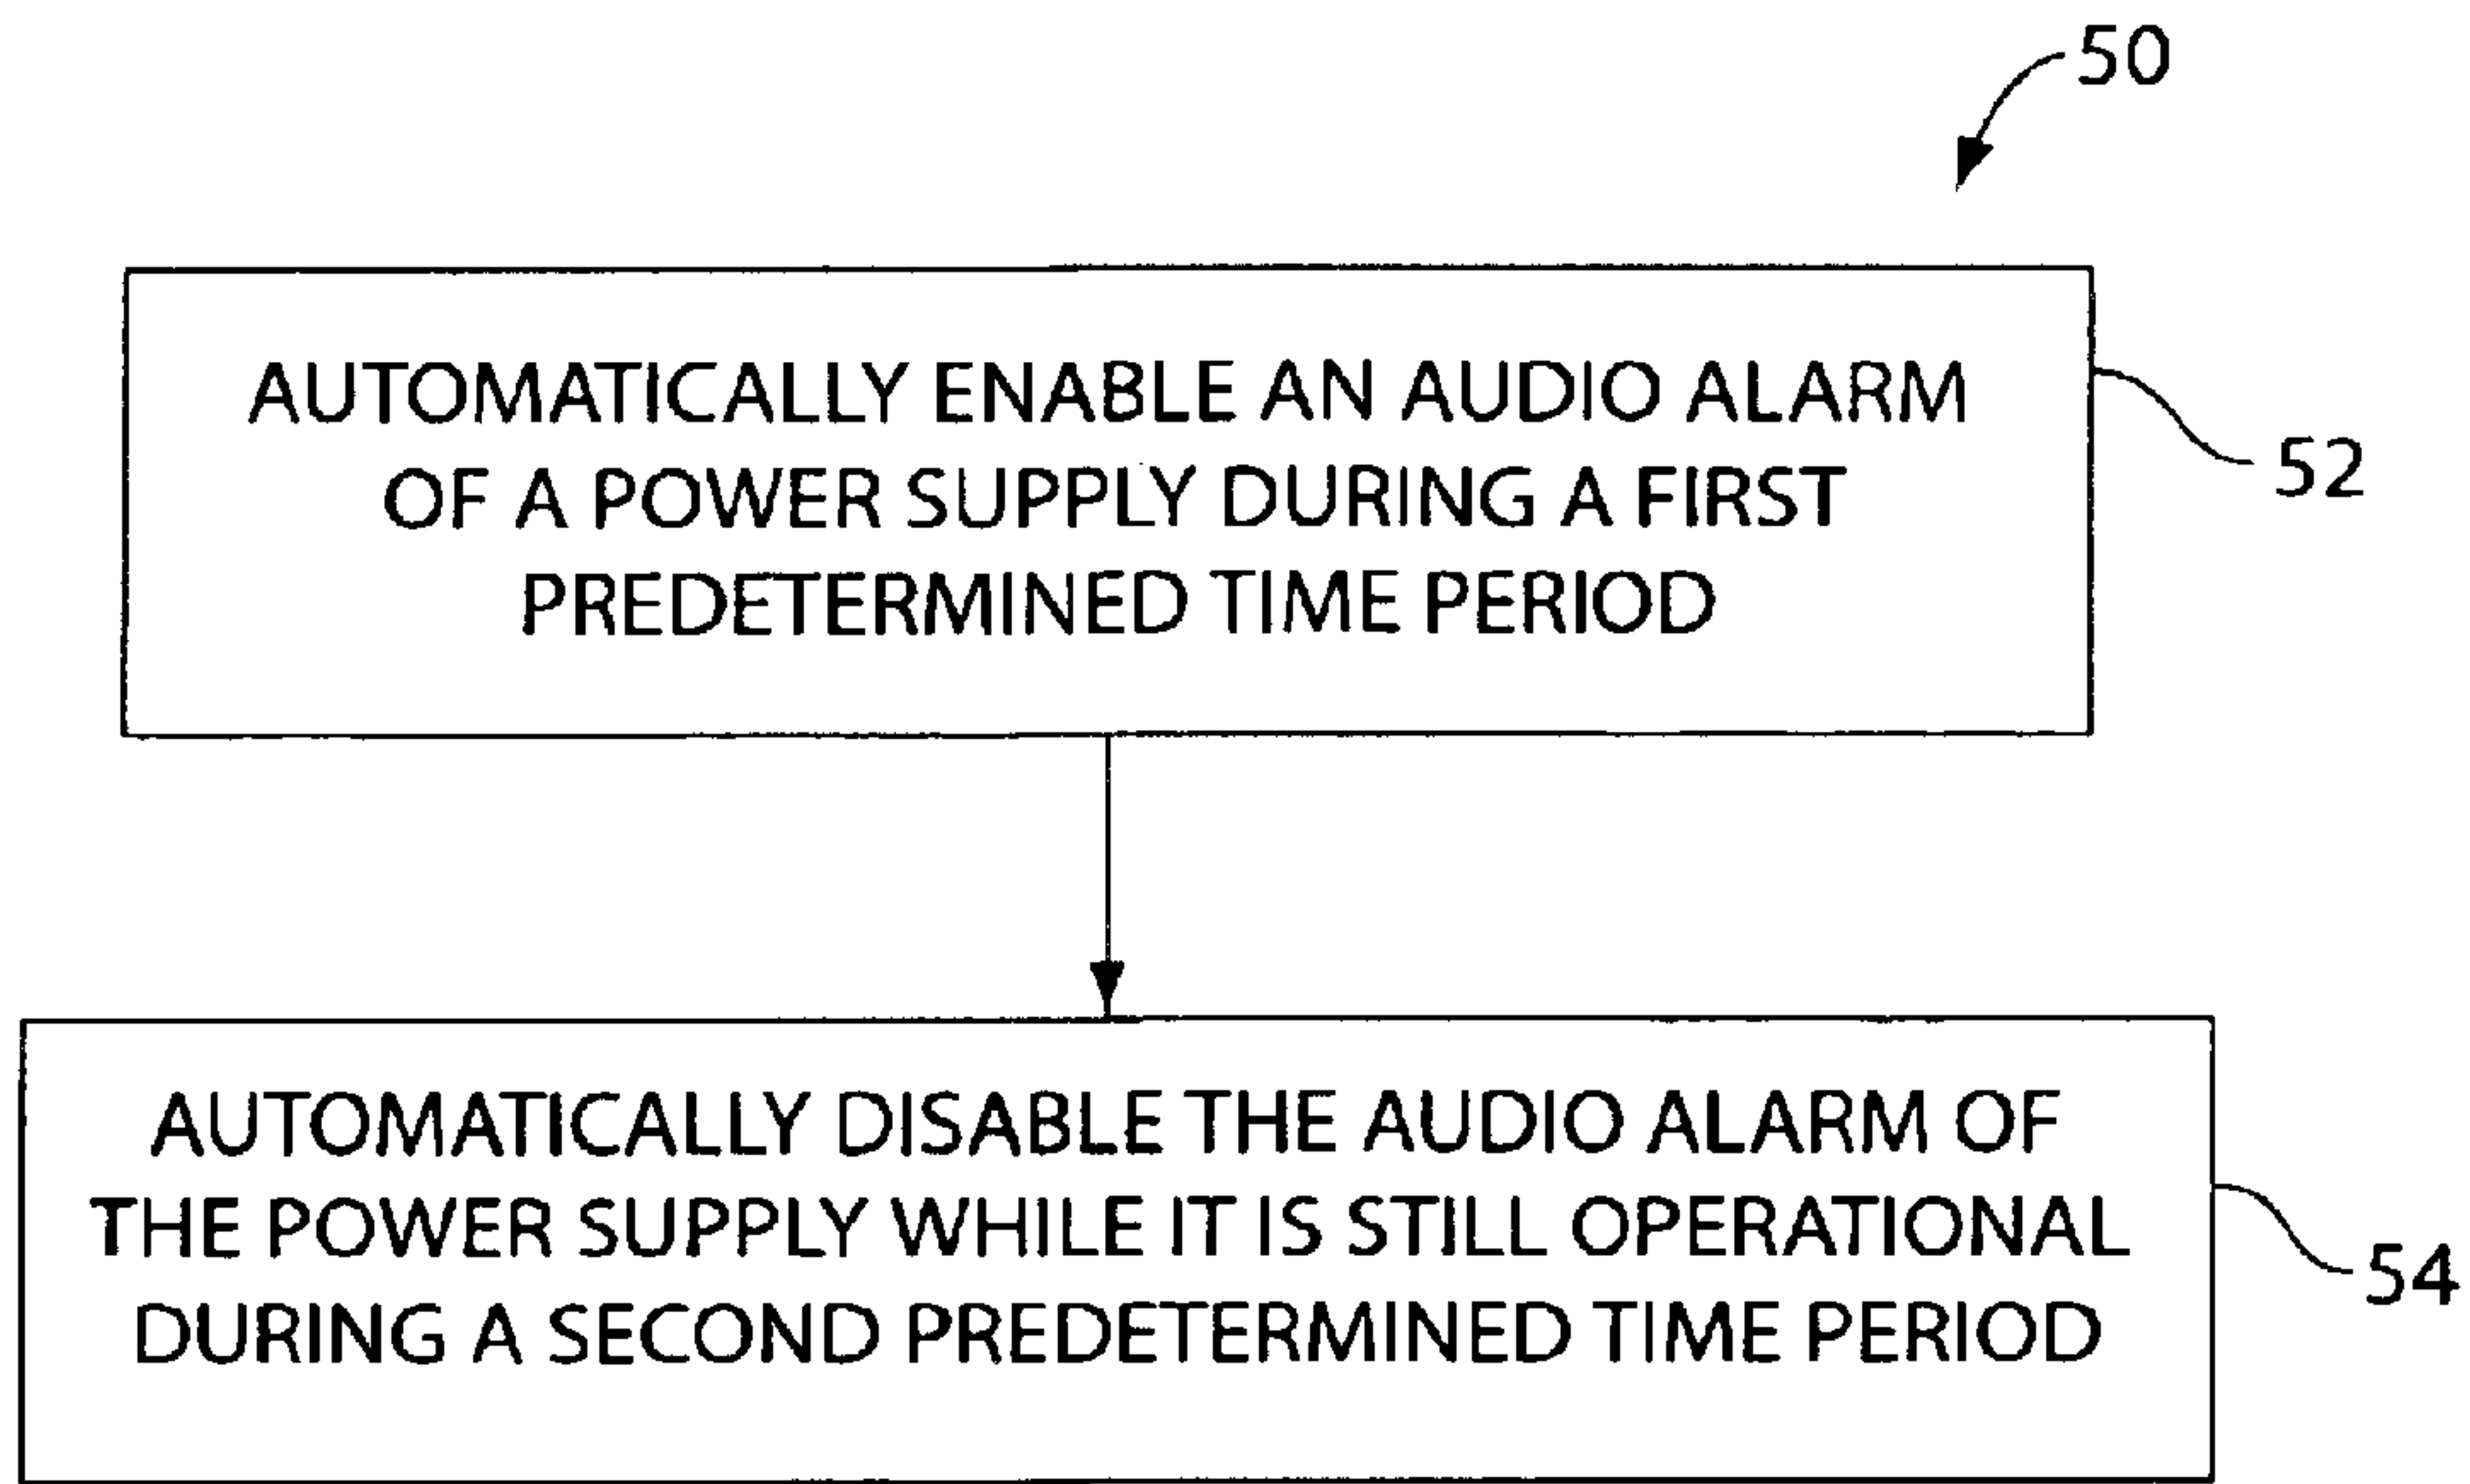 50
AUTOMATICALLY ENABLE AN AUDIO ALARM
OF A POWER SUPPLY DURING A FIRST
PREDETERMINED TIME PERIOD
52
AUTOMATICALLY DISABLE THE AUDIO ALARM OF
THE POWER SUPPLY WHILE IT IS STILL OPERATIONAL
DURING A SECOND PREDETERMINED TIME PERIOD
54